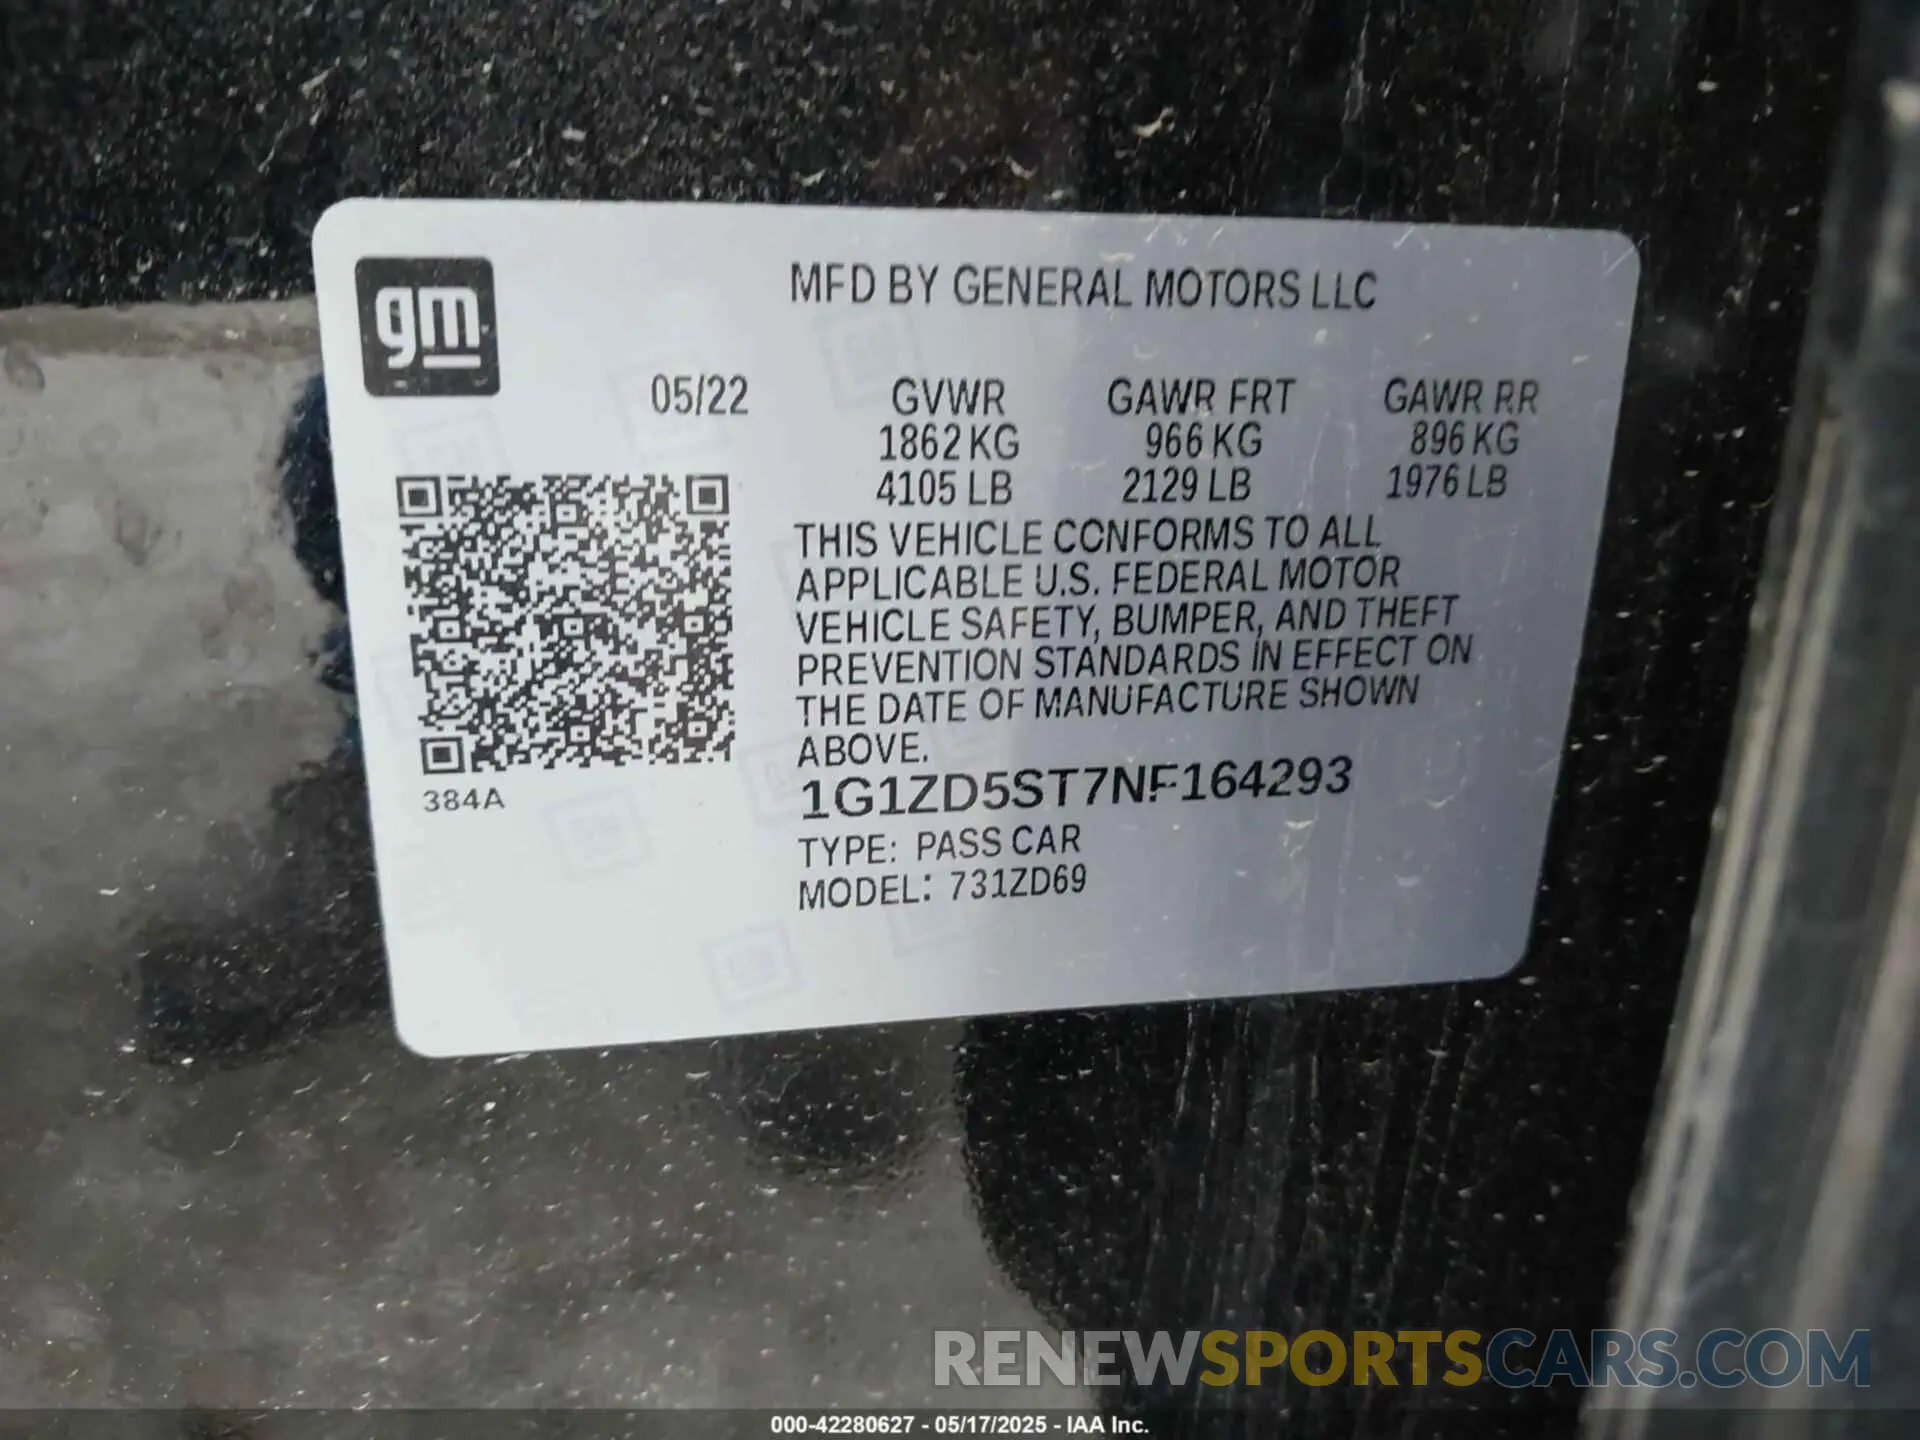 gm
MFD BY GENERAL MOTORS LLC
05/22 GVWR GAWR FRT GAWR RR
1862 KG 966 KG 896 KG
4105 LB 2129 LB 1976 LB
THIS VEHICLE CONFORMS TO ALL
APPLICABLE U.S. FEDERAL MOTOR
VEHICLE SAFETY, BUMPER, AND THEFT
PREVENTION STANDARDS IN EFFECT ON
THE DATE OF MANUFACTURE SHOWN
ABOVE.
1G1ZD5ST7NF164293
384A
TYPE: PASS CAR
MODEL: 731ZD69
RENEWSPORTSCARS.COM
000-42280627 - 05/17/2025 - IAA Inc.